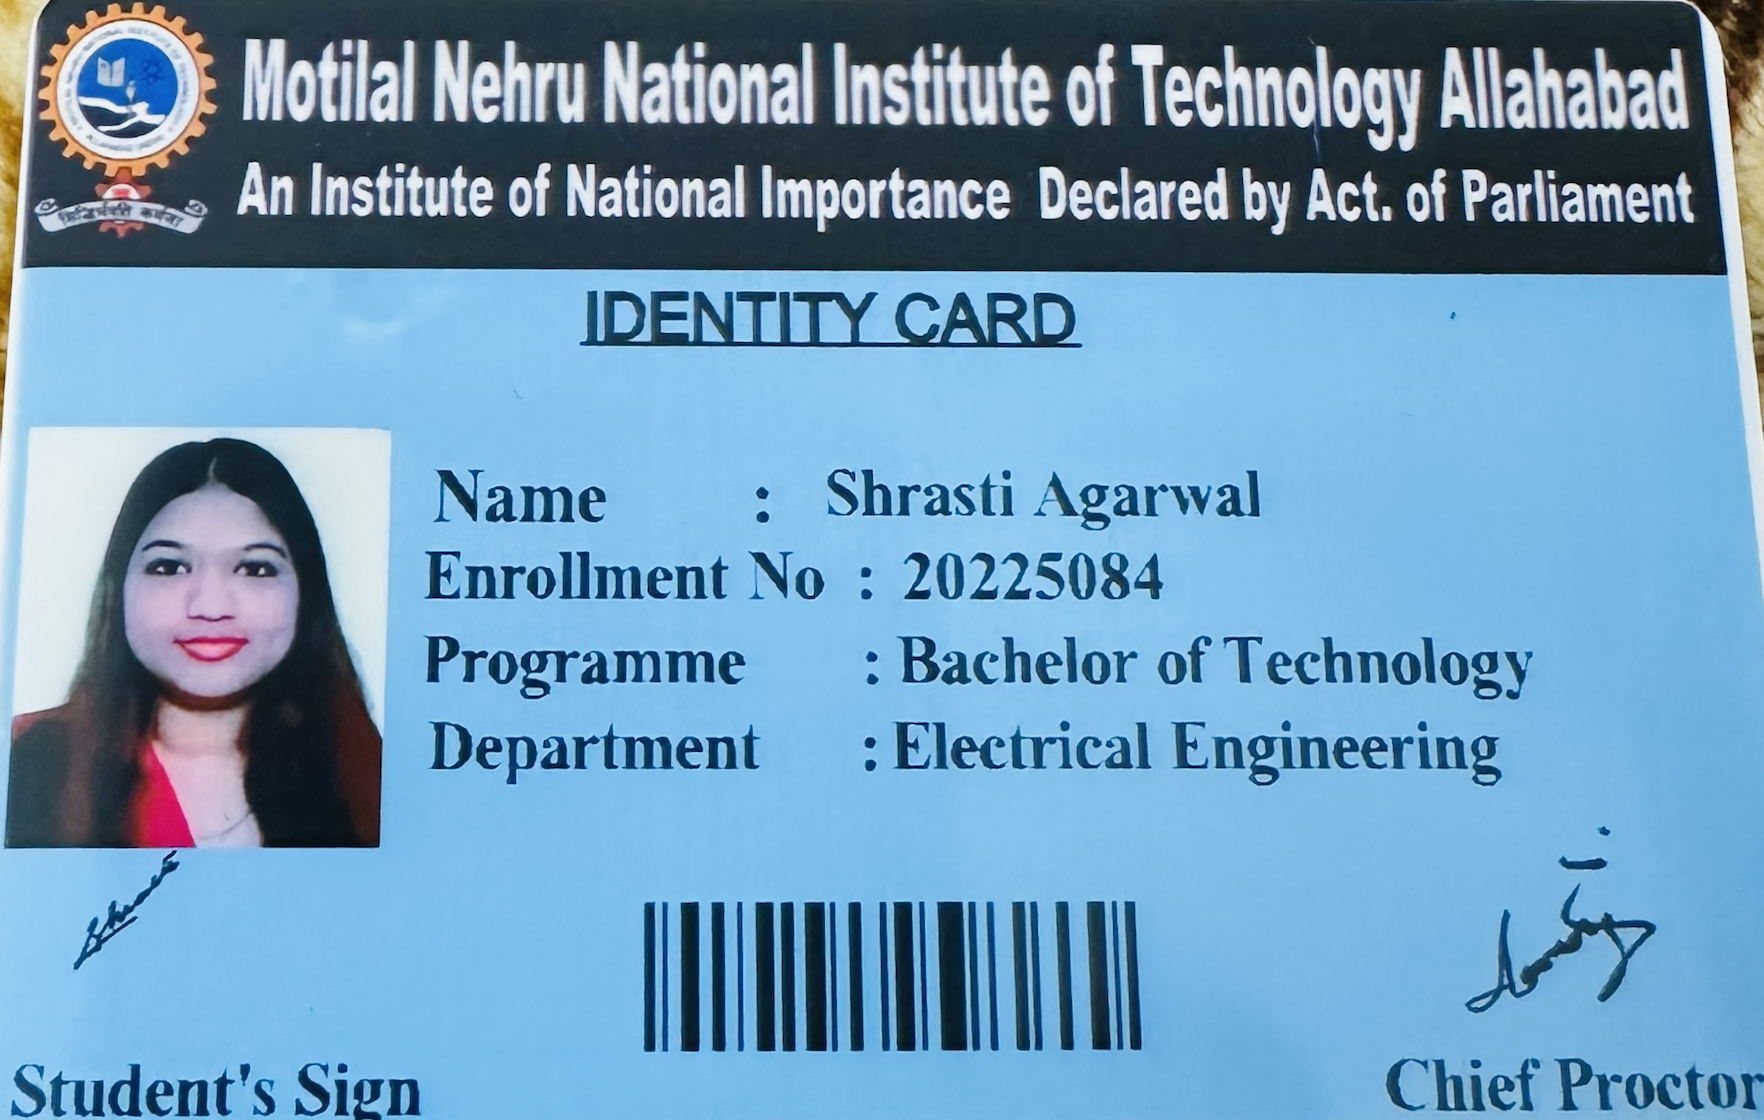 Motilal Nehru National Institute of Technology Allahabad
An Institute of National Importance Declared by Act. of Parliament
IDENTITY CARD
Name : Shrasti Agarwal
Enrollment No : 20225084
Programme : Bachelor of Technology
Department : Electrical Engineering
Student's Sign
Chief Proctor